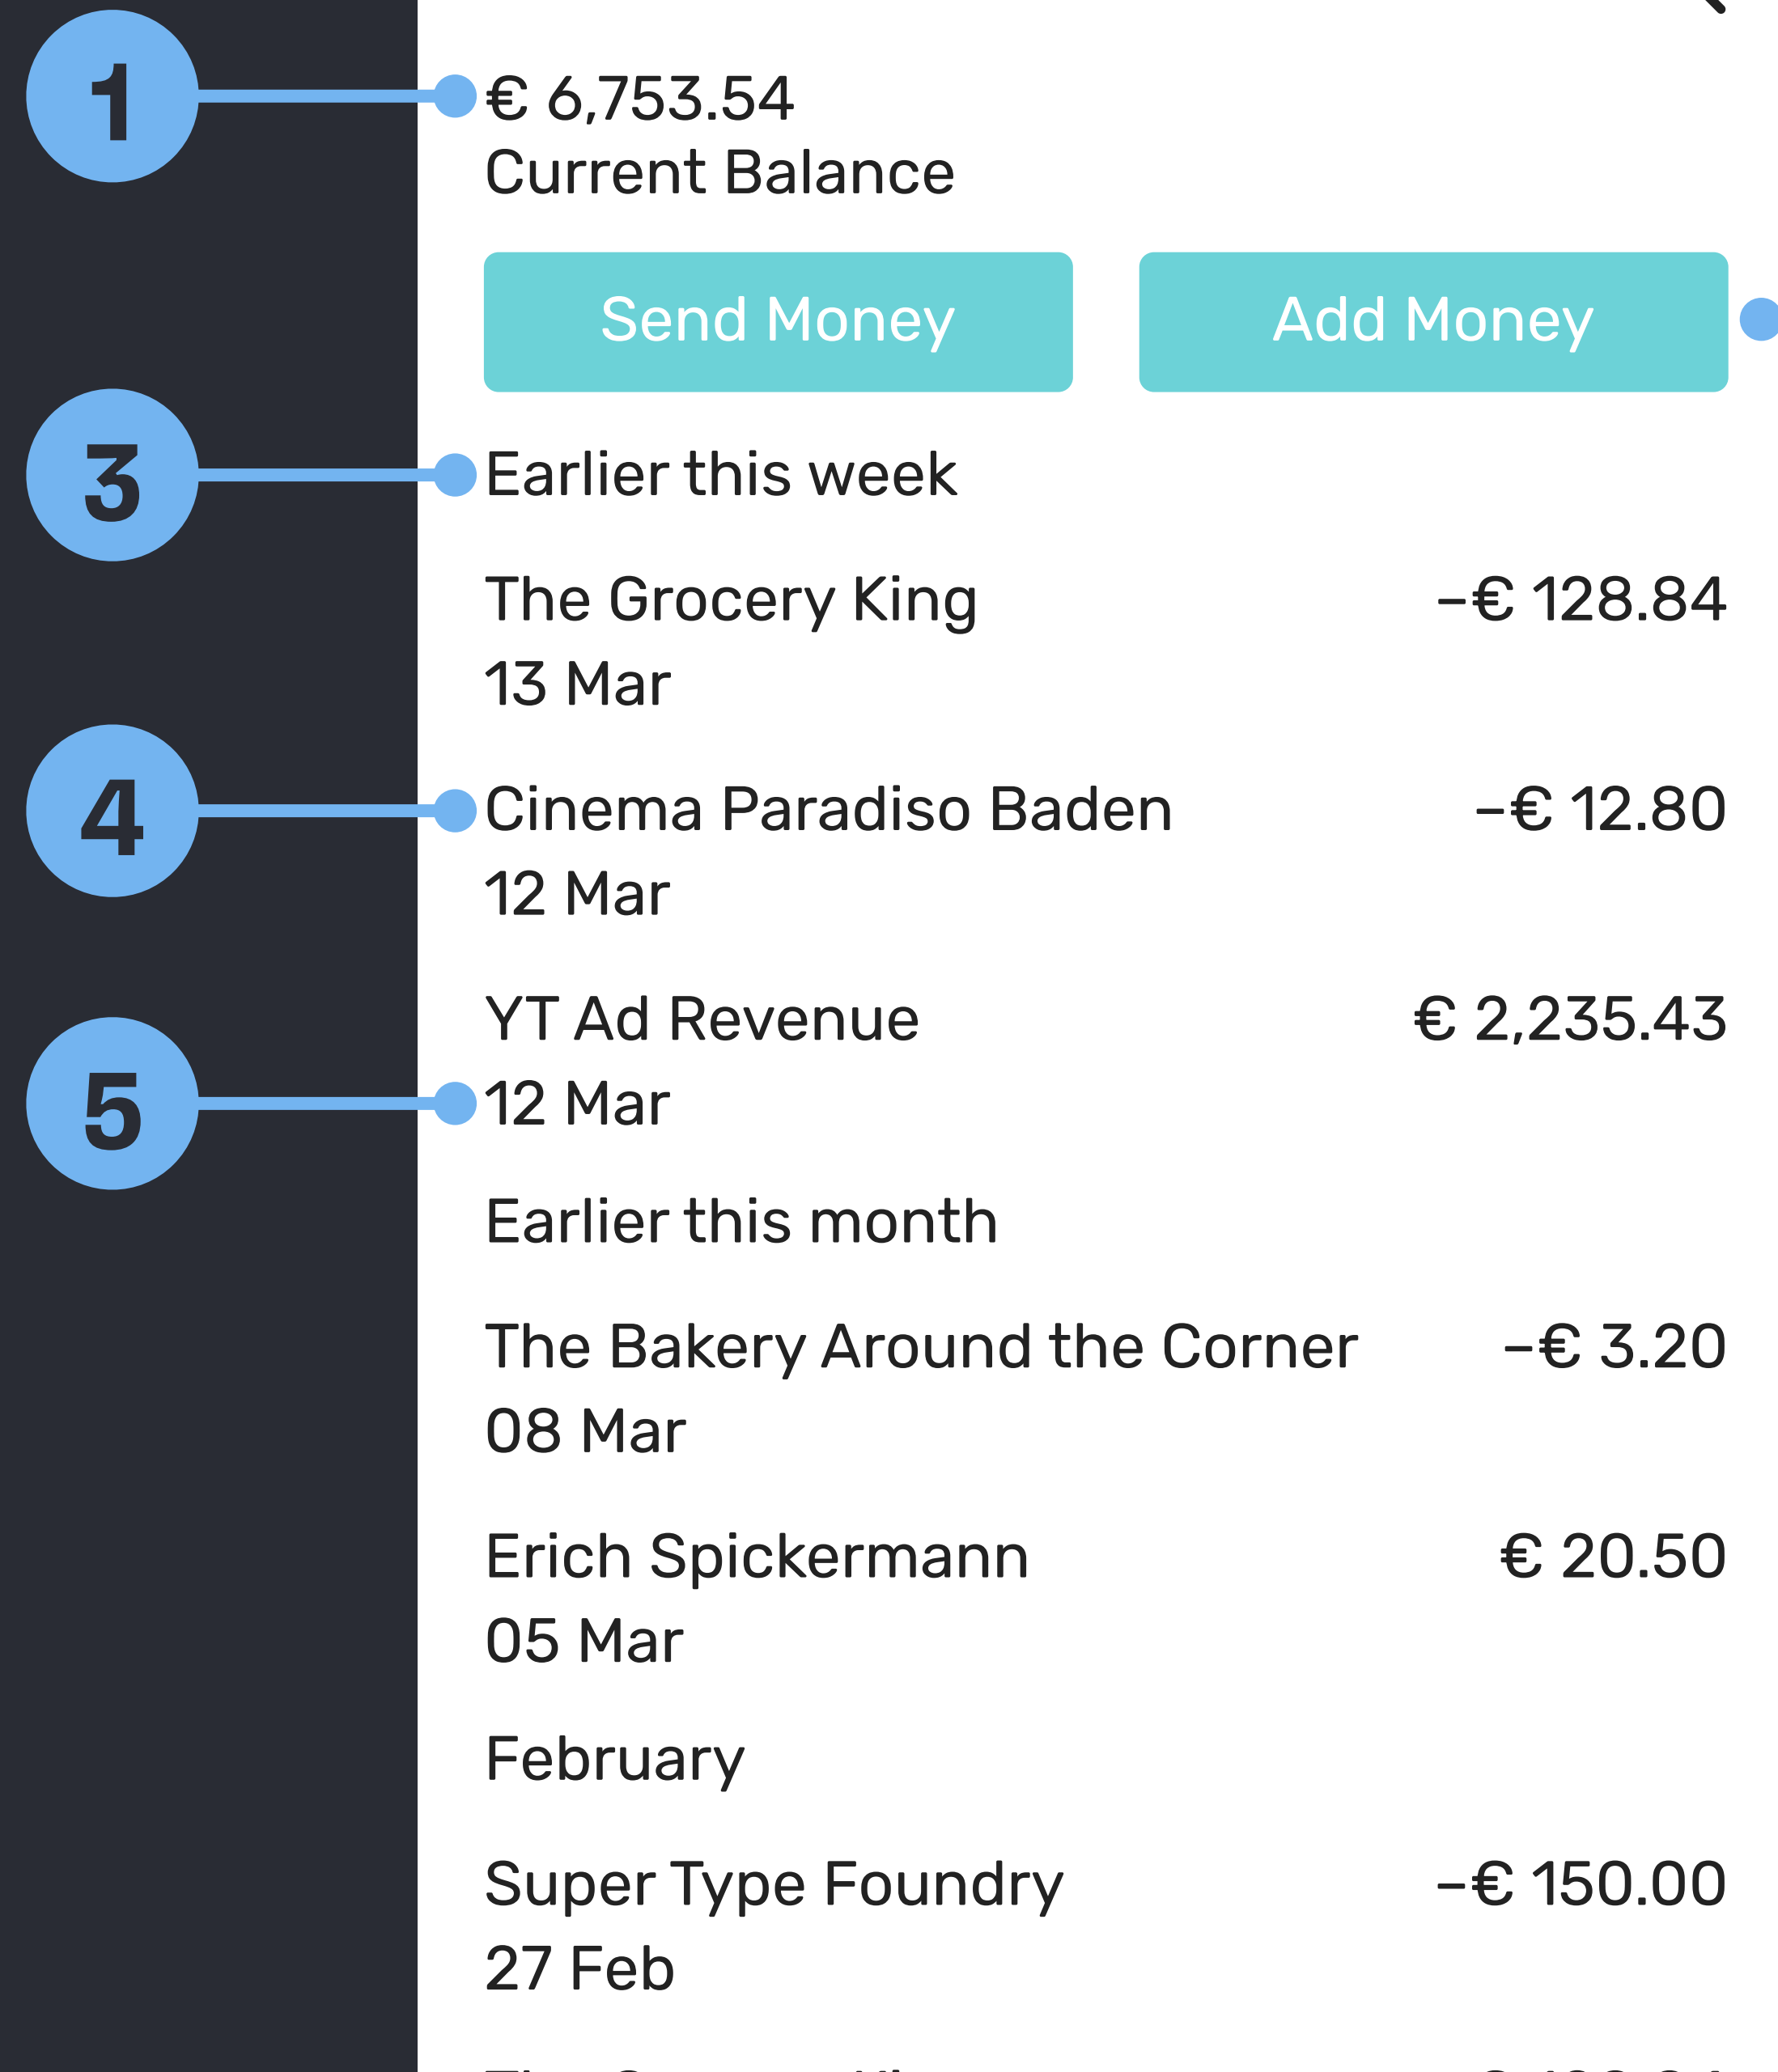 1
€ 6,753.54
Current Balance
Send Money Add Money
3
Earlier this week
The Grocery King –€ 128.84
13 Mar
4
Cinema Paradiso Baden –€ 12.80
12 Mar
YT Ad Revenue € 2,235.43
5
12 Mar
Earlier this month
The Bakery Around the Corner –€ 3.20
08 Mar
Erich Spickermann € 20.50
05 Mar
February
Super Type Foundry –€ 150.00
27 Feb